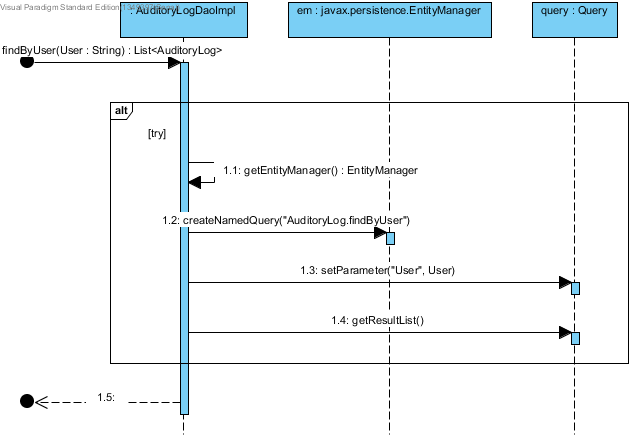 Visual Paradigm Standard Edition
: AuditoryLogDaoImpl
em : javax.persistence.EntityManager
query : Query
findByUser(User : String) : List<AuditoryLog>
alt
[try]
1.1: getEntityManager() : EntityManager
1.2: createNamedQuery("AuditoryLog.findByUser")
1.3: setParameter("User", User)
1.4: getResultList()
1.5: